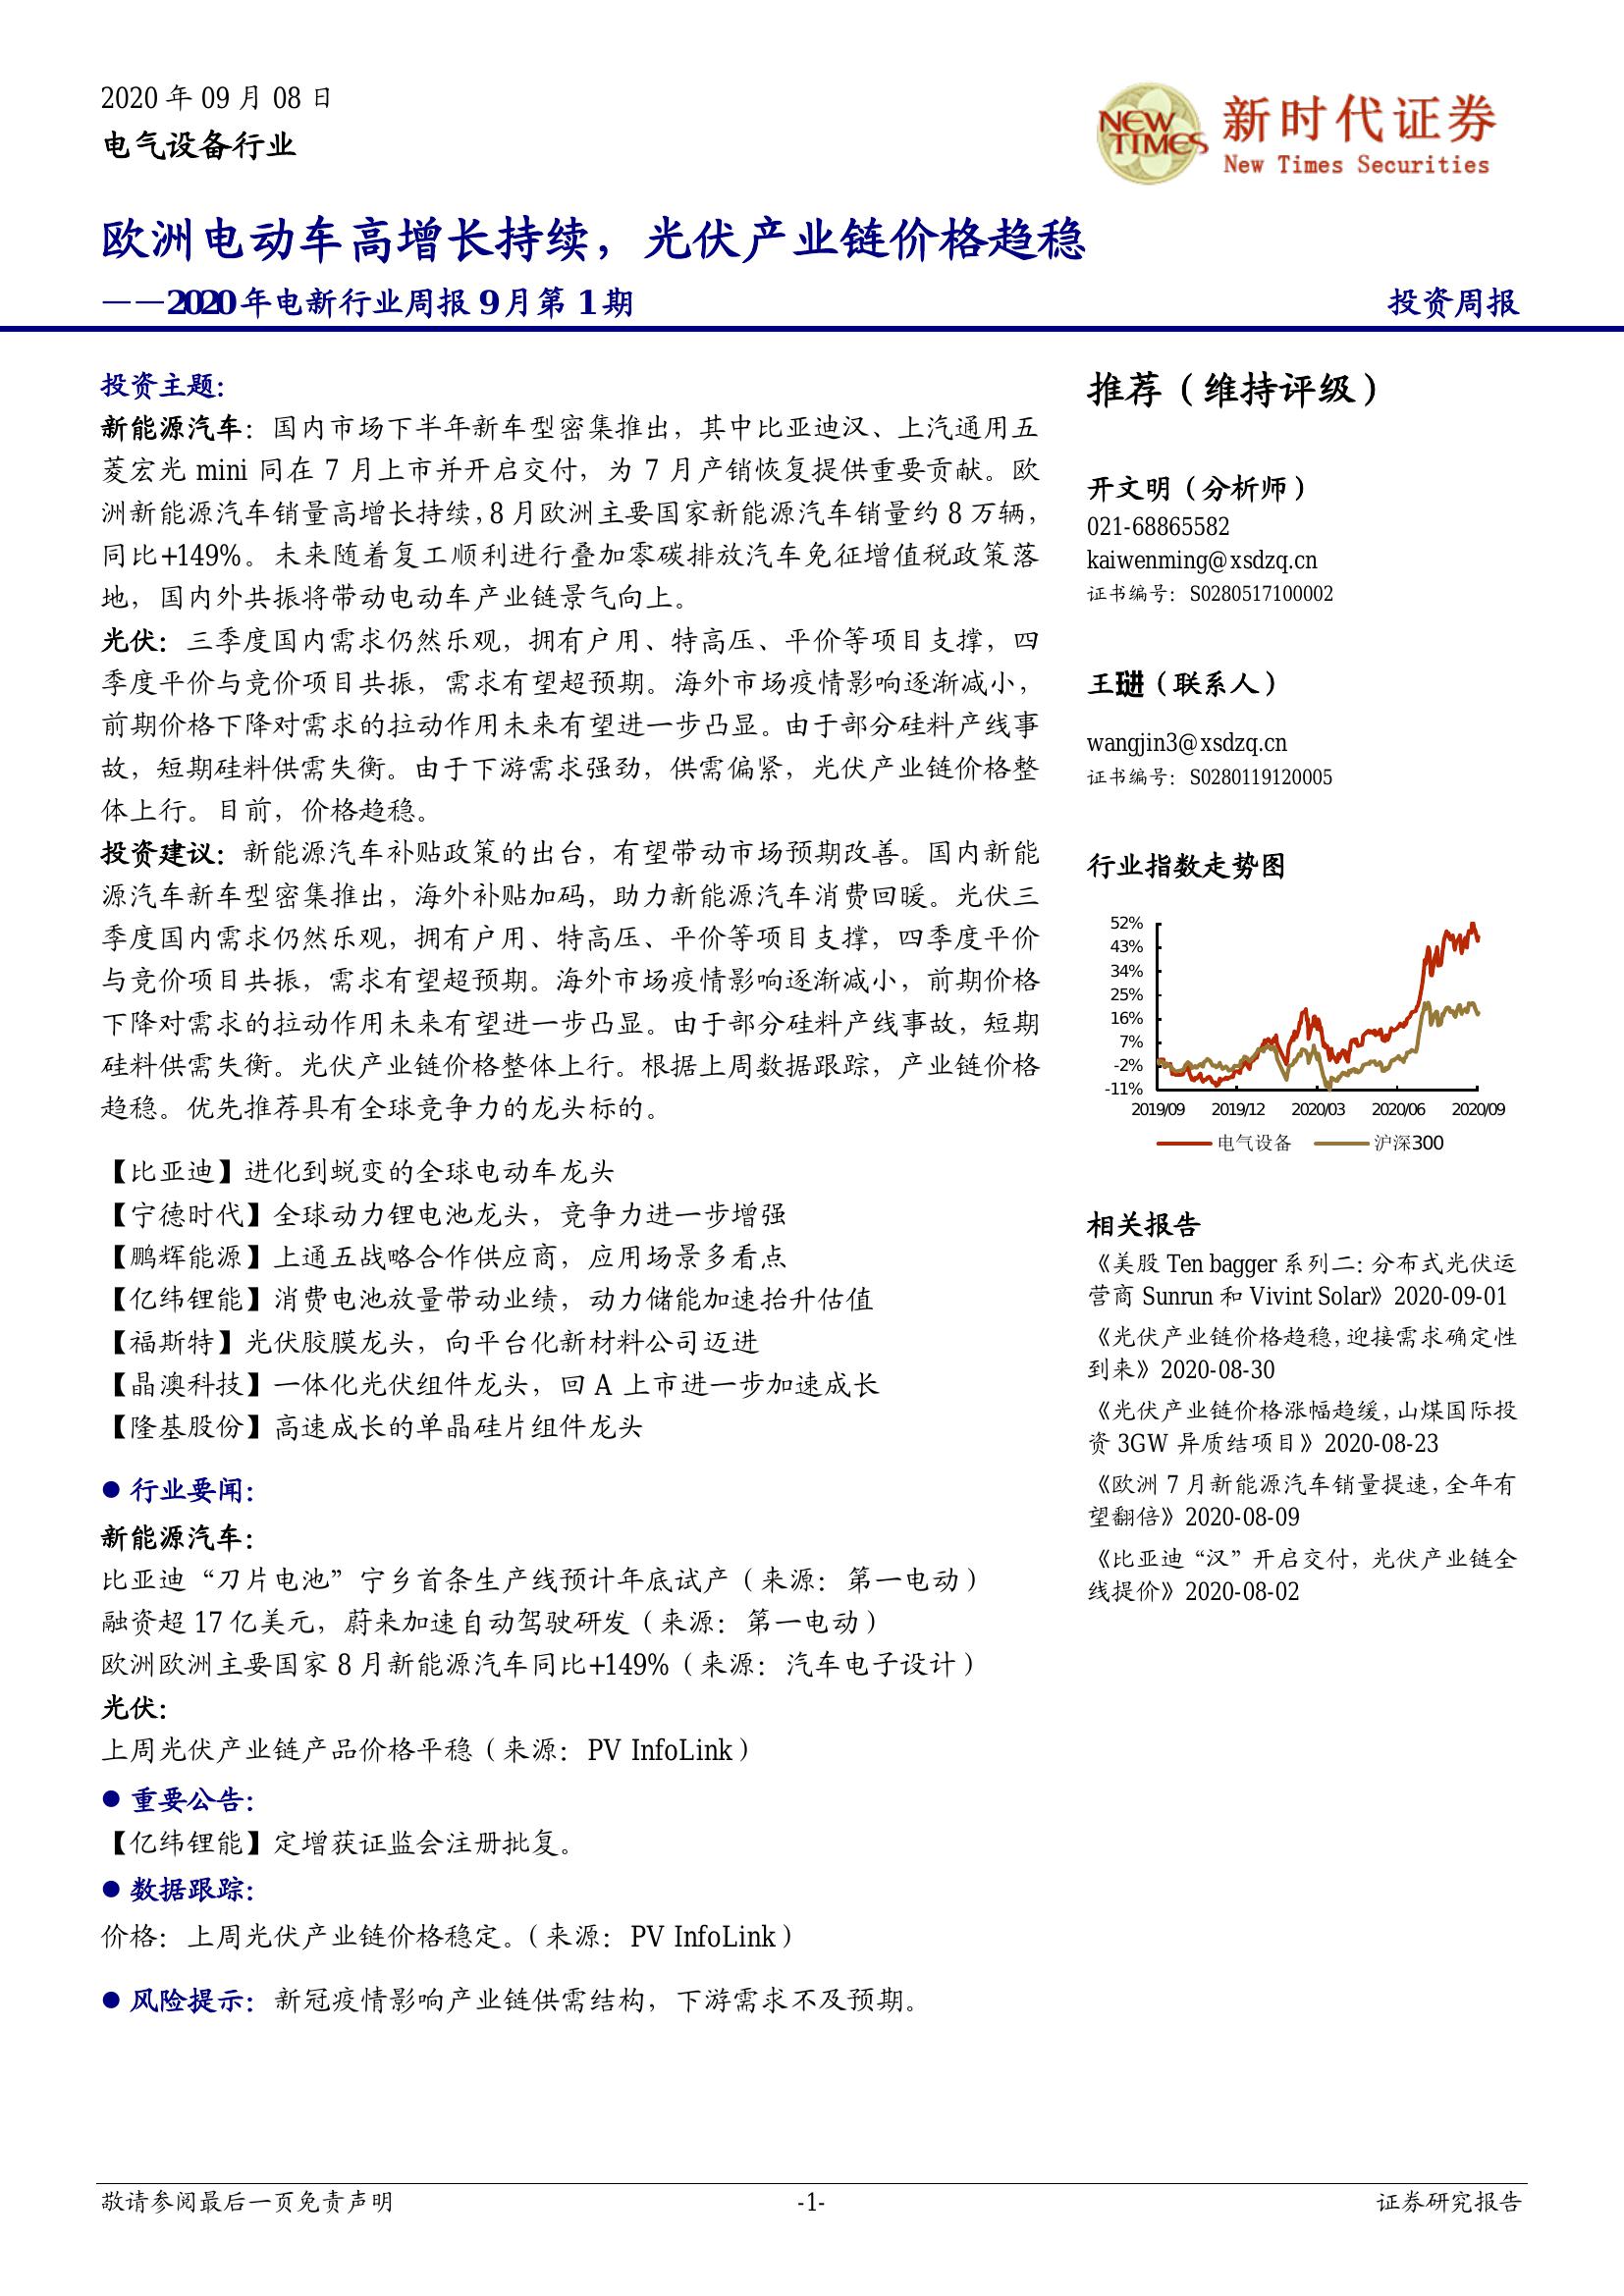 2020 年 09 月 08 日
电气设备行业
NEW TIMES
新时代证券
New Times Securities
欧洲电动车高增长持续，光伏产业链价格趋稳
——2020年电新行业周报9月第1期
投资周报
投资主题：
新能源汽车：国内市场下半年新车型密集推出，其中比亚迪汉、上汽通用五
菱宏光 mini 同在 7 月上市并开启交付，为 7 月产销恢复提供重要贡献。欧
洲新能源汽车销量高增长持续，8 月欧洲主要国家新能源汽车销量约 8 万辆，
同比+149%。未来随着复工顺利进行叠加零碳排放汽车免征增值税政策落
地，国内外共振将带动电动车产业链景气向上。
光伏：三季度国内需求仍然乐观，拥有户用、特高压、平价等项目支撑，四
季度平价与竞价项目共振，需求有望超预期。海外市场疫情影响逐渐减小，
前期价格下降对需求的拉动作用未来有望进一步凸显。由于部分硅料产线事
故，短期硅料供需失衡。由于下游需求强劲，供需偏紧，光伏产业链价格整
体上行。目前，价格趋稳。
投资建议：新能源汽车补贴政策的出台，有望带动市场预期改善。国内新能
源汽车新车型密集推出，海外补贴加码，助力新能源汽车消费回暖。光伏三
季度国内需求仍然乐观，拥有户用、特高压、平价等项目支撑，四季度平价
与竞价项目共振，需求有望超预期。海外市场疫情影响逐渐减小，前期价格
下降对需求的拉动作用未来有望进一步凸显。由于部分硅料产线事故，短期
硅料供需失衡。光伏产业链价格整体上行。根据上周数据跟踪，产业链价格
趋稳。优先推荐具有全球竞争力的龙头标的。
【比亚迪】进化到蜕变的全球电动车龙头
【宁德时代】全球动力锂电池龙头，竞争力进一步增强
【鹏辉能源】上通五战略合作供应商，应用场景多看点
【亿纬锂能】消费电池放量带动业绩，动力储能加速抬升估值
【福斯特】光伏胶膜龙头，向平台化新材料公司迈进
【晶澳科技】一体化光伏组件龙头，回 A 上市进一步加速成长
【隆基股份】高速成长的单晶硅片组件龙头
● 行业要闻：
新能源汽车：
比亚迪“刀片电池”宁乡首条生产线预计年底试产（来源：第一电动）
融资超 17 亿美元，蔚来加速自动驾驶研发（来源：第一电动）
欧洲欧洲主要国家 8 月新能源汽车同比+149%（来源：汽车电子设计）
光伏：
上周光伏产业链产品价格平稳（来源：PV InfoLink）
● 重要公告：
【亿纬锂能】定增获证监会注册批复。
● 数据跟踪：
价格：上周光伏产业链价格稳定。（来源：PV InfoLink）
● 风险提示：新冠疫情影响产业链供需结构，下游需求不及预期。
推荐（维持评级）
开文明（分析师）
021-68865582
kaiwenming@xsdzq.cn
证书编号：S0280517100002
王琎（联系人）
wangjin3@xsdzq.cn
证书编号：S0280119120005
行业指数走势图
52%
43%
34%
25%
16%
7%
-2%
-11%
2019/09 2019/12 2020/03 2020/06 2020/09
电气设备 沪深300
相关报告
《美股 Ten bagger 系列二：分布式光伏运
营商 Sunrun 和 Vivint Solar》2020-09-01
《光伏产业链价格趋稳，迎接需求确定性
到来》2020-08-30
《光伏产业链价格涨幅趋缓，山煤国际投
资 3GW 异质结项目》2020-08-23
《欧洲 7 月新能源汽车销量提速，全年有
望翻倍》2020-08-09
《比亚迪“汉”开启交付，光伏产业链全
线提价》2020-08-02
敬请参阅最后一页免责声明
-1-
证券研究报告